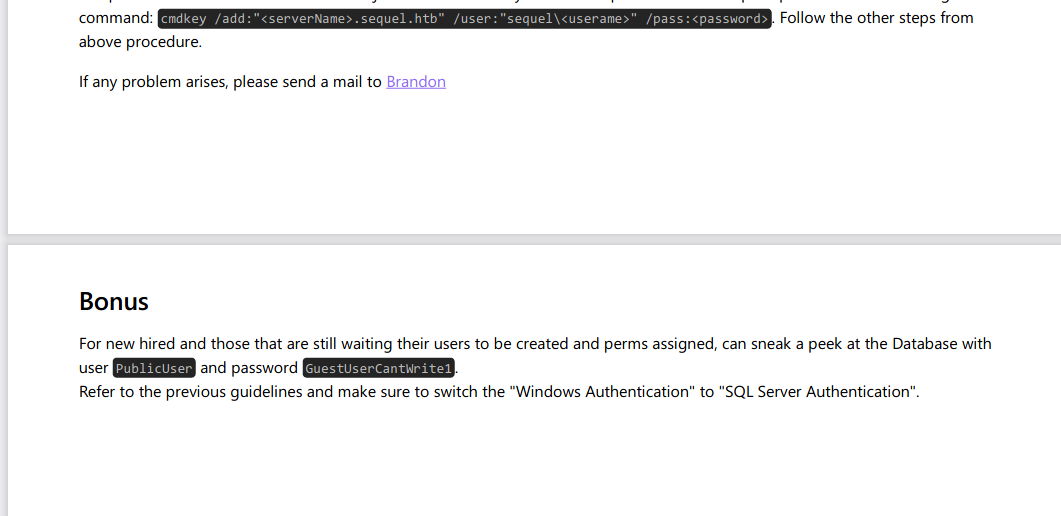 command: cmdkey /add:"<serverName>.sequel.htb" /user:"sequel\<userame>" /pass:<password>. Follow the other steps from
above procedure.
If any problem arises, please send a mail to Brandon
Bonus
For new hired and those that are still waiting their users to be created and perms assigned, can sneak a peek at the Database with
user PublicUser and password GuestUserCantWrite1.
Refer to the previous guidelines and make sure to switch the "Windows Authentication" to "SQL Server Authentication".